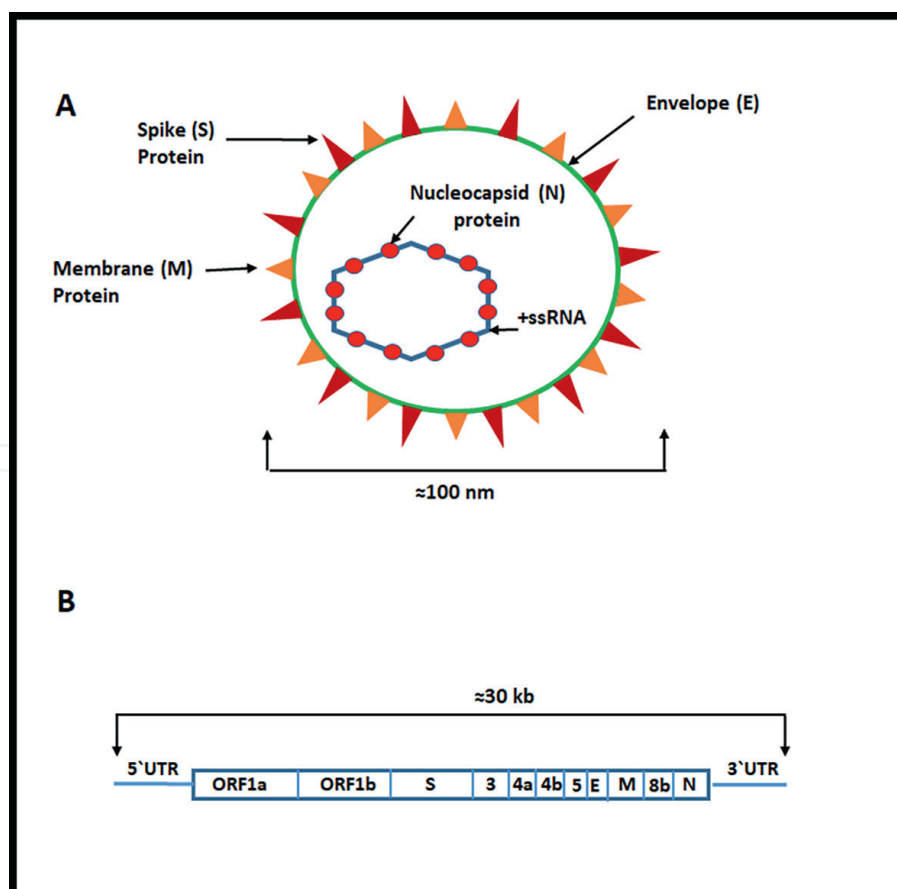 A
Spike (S)
Protein
Envelope (E)
Nucleocapsid (N)
protein
Membrane (M)
Protein
+ssRNA
≈100 nm
B
≈30 kb
5`UTR
ORF1a ORF1b S 3 4a 4b 5 E M 8b N
3`UTR